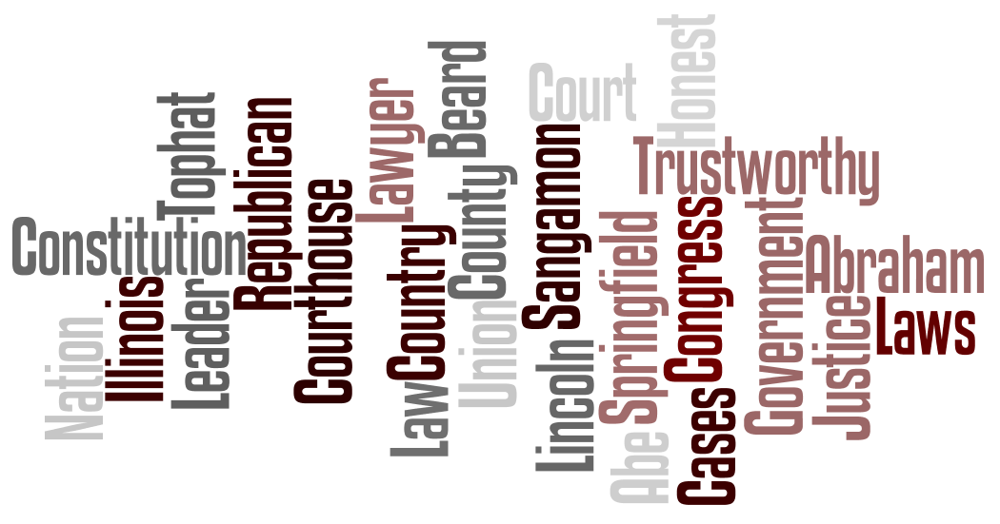 Constitution
Nation
Illinois
Tophat
Leader
Republican
Courthouse
Lawyer
Country
Law
Beard
County
Union
Court
Sangamon
Lincoln
Honest
Trustworthy
Springfield
Abe
Congress
Cases
Government
Abraham
Justice
Laws